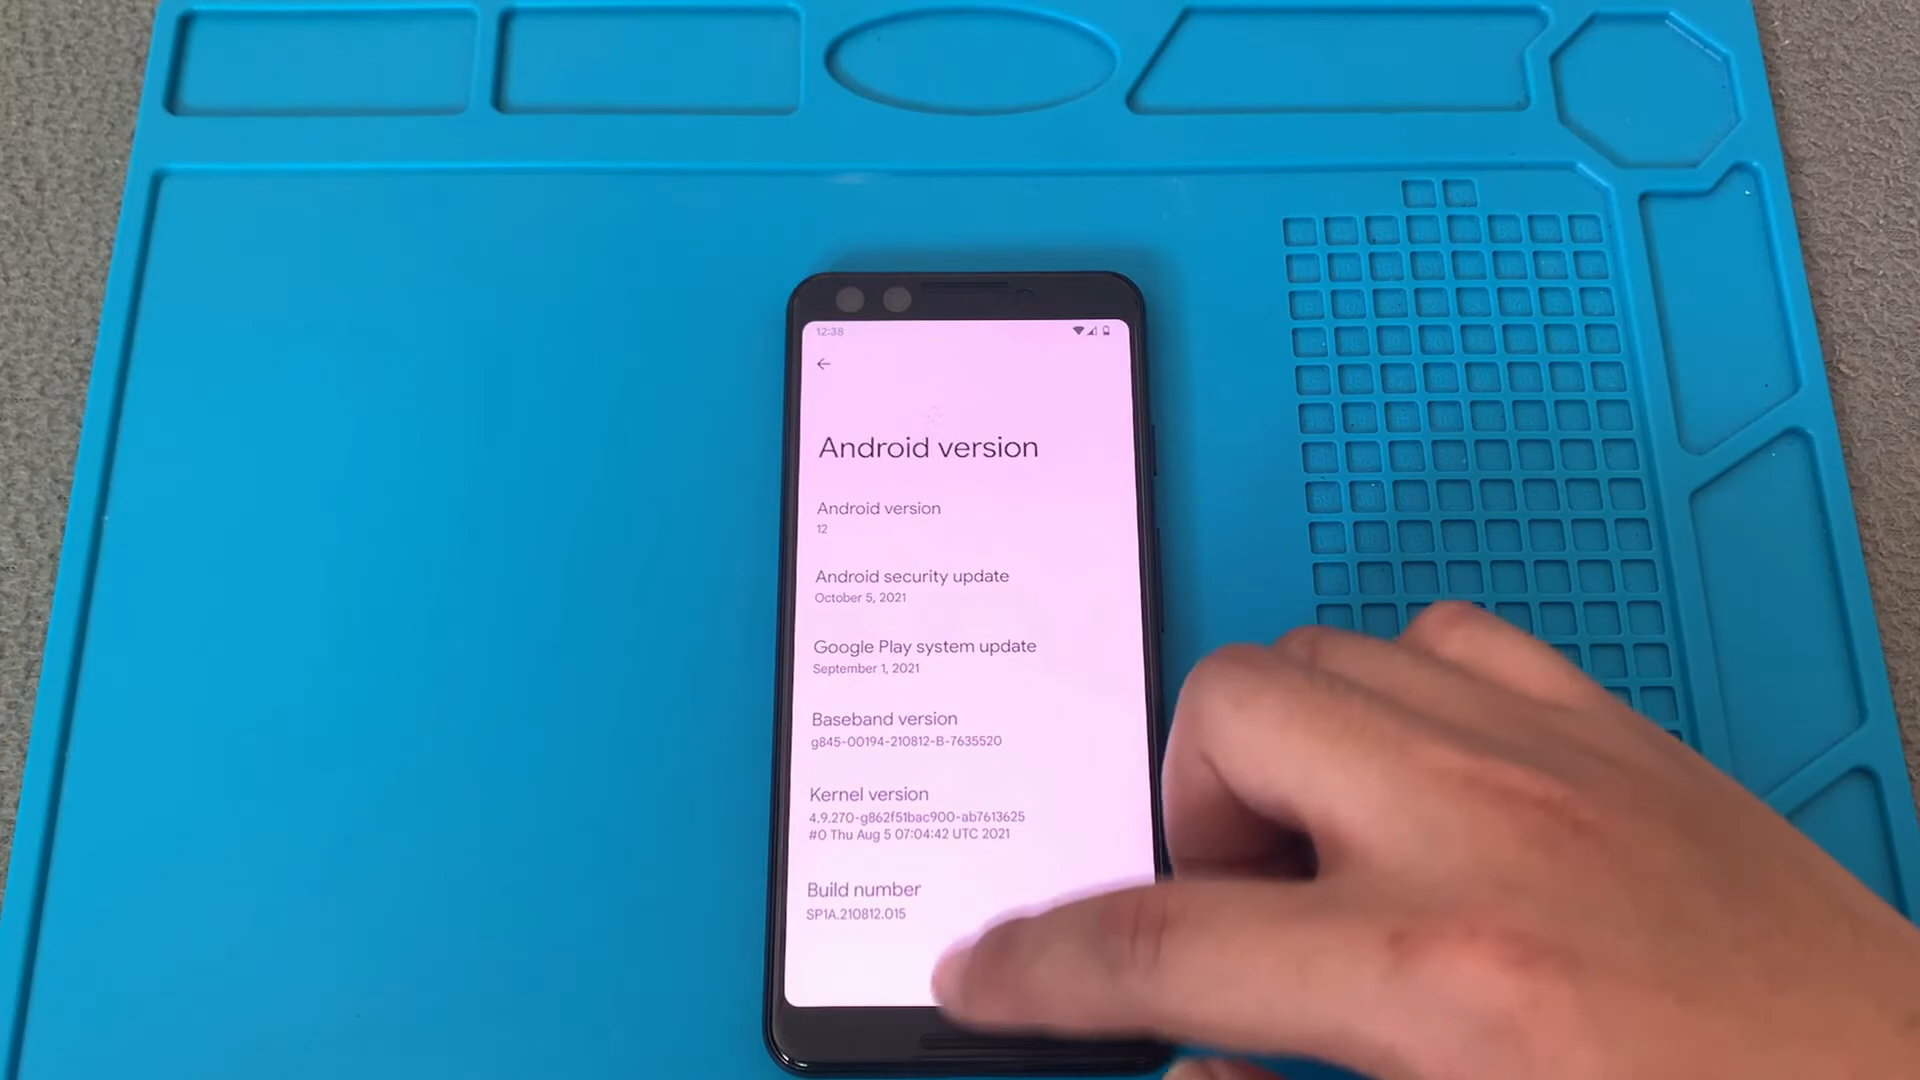 12:38
Android version
Android version
12
Android security update
October 5, 2021
Google Play system update
September 1, 2021
Baseband version
g845-00194-210812-B-7635520
Kernel version
4.9.270-g862f51bac900-ab7613625
#0 Thu Aug 5 07:04:42 UTC 2021
Build number
SP1A.210812.015